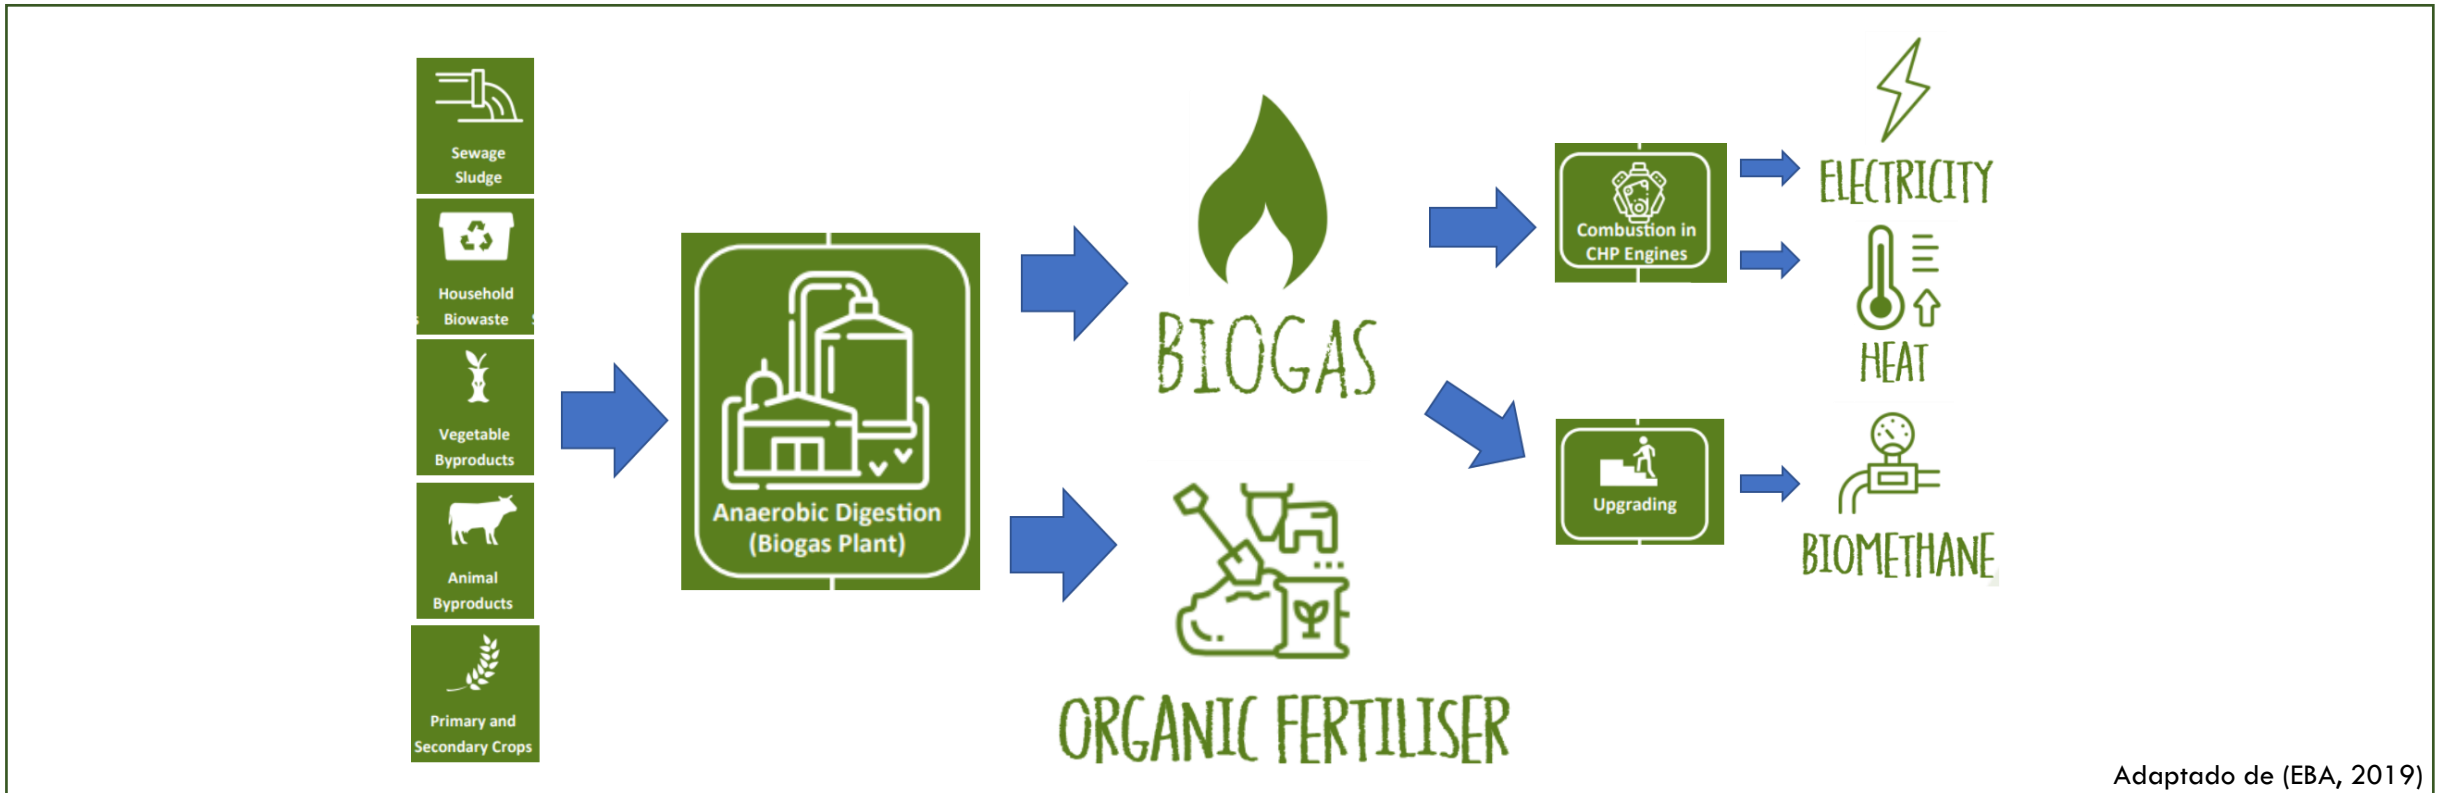 Sewage
Sludge
Household
Biowaste
Vegetable
Byproducts
Animal
Byproducts
Primary and
Secondary Crops
Anaerobic Digestion
(Biogas Plant)
BIOGAS
ORGANIC FERTILISER
Combustion in
CHP Engines
Upgrading
ELECTRICITY
HEAT
BIOMETHANE
Adaptado de (EBA, 2019)